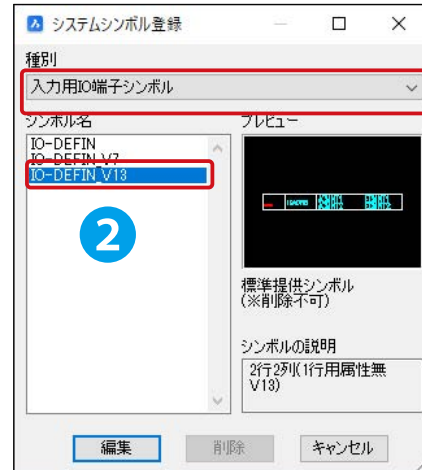 システムシンボル登録
種別
入力用IO端子シンボル
シンボル名
プレビュー
IO-DEFIN
IO-DEFIN_V7
IO-DEFIN_V13
2
標準提供シンボル
(※削除不可)
シンボルの説明
2行2列(1行用属性無
V13)
編集
削除
キャンセル